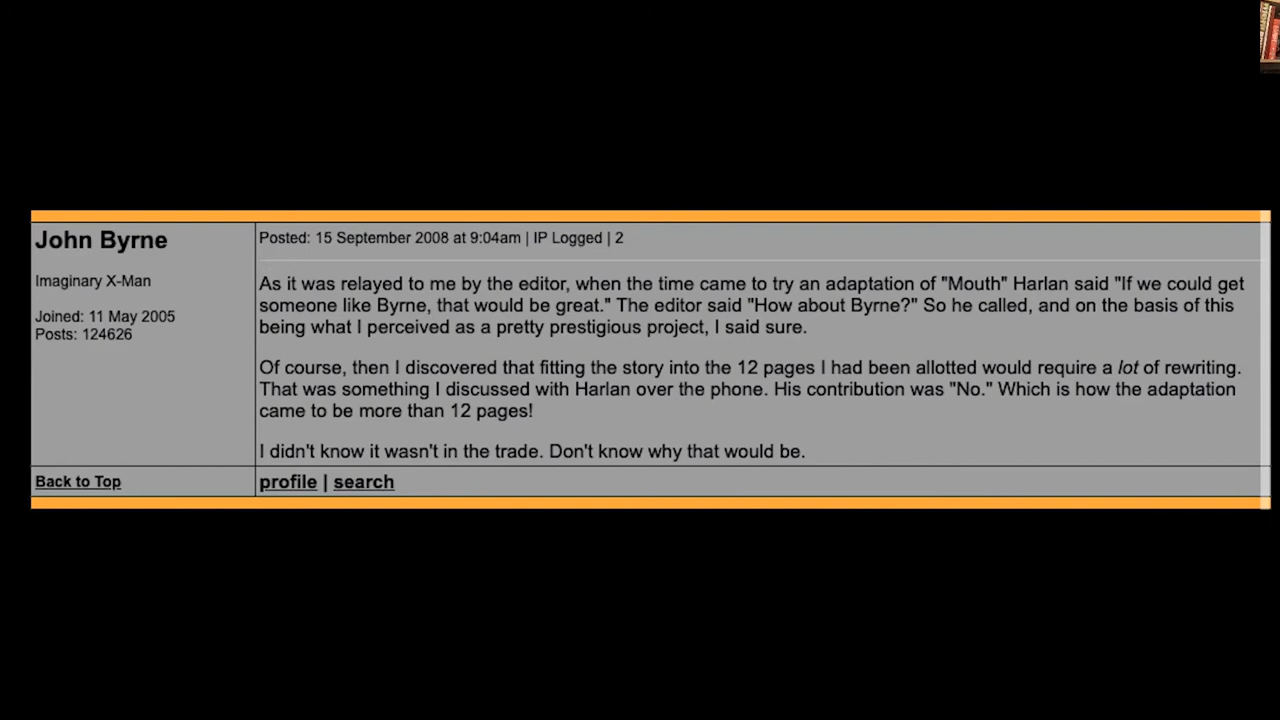 John Byrne
Imaginary X-Man
Joined: 11 May 2005
Posts: 124626
Posted: 15 September 2008 at 9:04am | IP Logged | 2
As it was relayed to me by the editor, when the time came to try an adaptation of "Mouth" Harlan said "If we could get
someone like Byrne, that would be great." The editor said "How about Byrne?" So he called, and on the basis of this
being what I perceived as a pretty prestigious project, I said sure.
Of course, then I discovered that fitting the story into the 12 pages I had been allotted would require a lot of rewriting.
That was something I discussed with Harlan over the phone. His contribution was "No." Which is how the adaptation
came to be more than 12 pages!
I didn't know it wasn't in the trade. Don't know why that would be.
Back to Top
profile | search